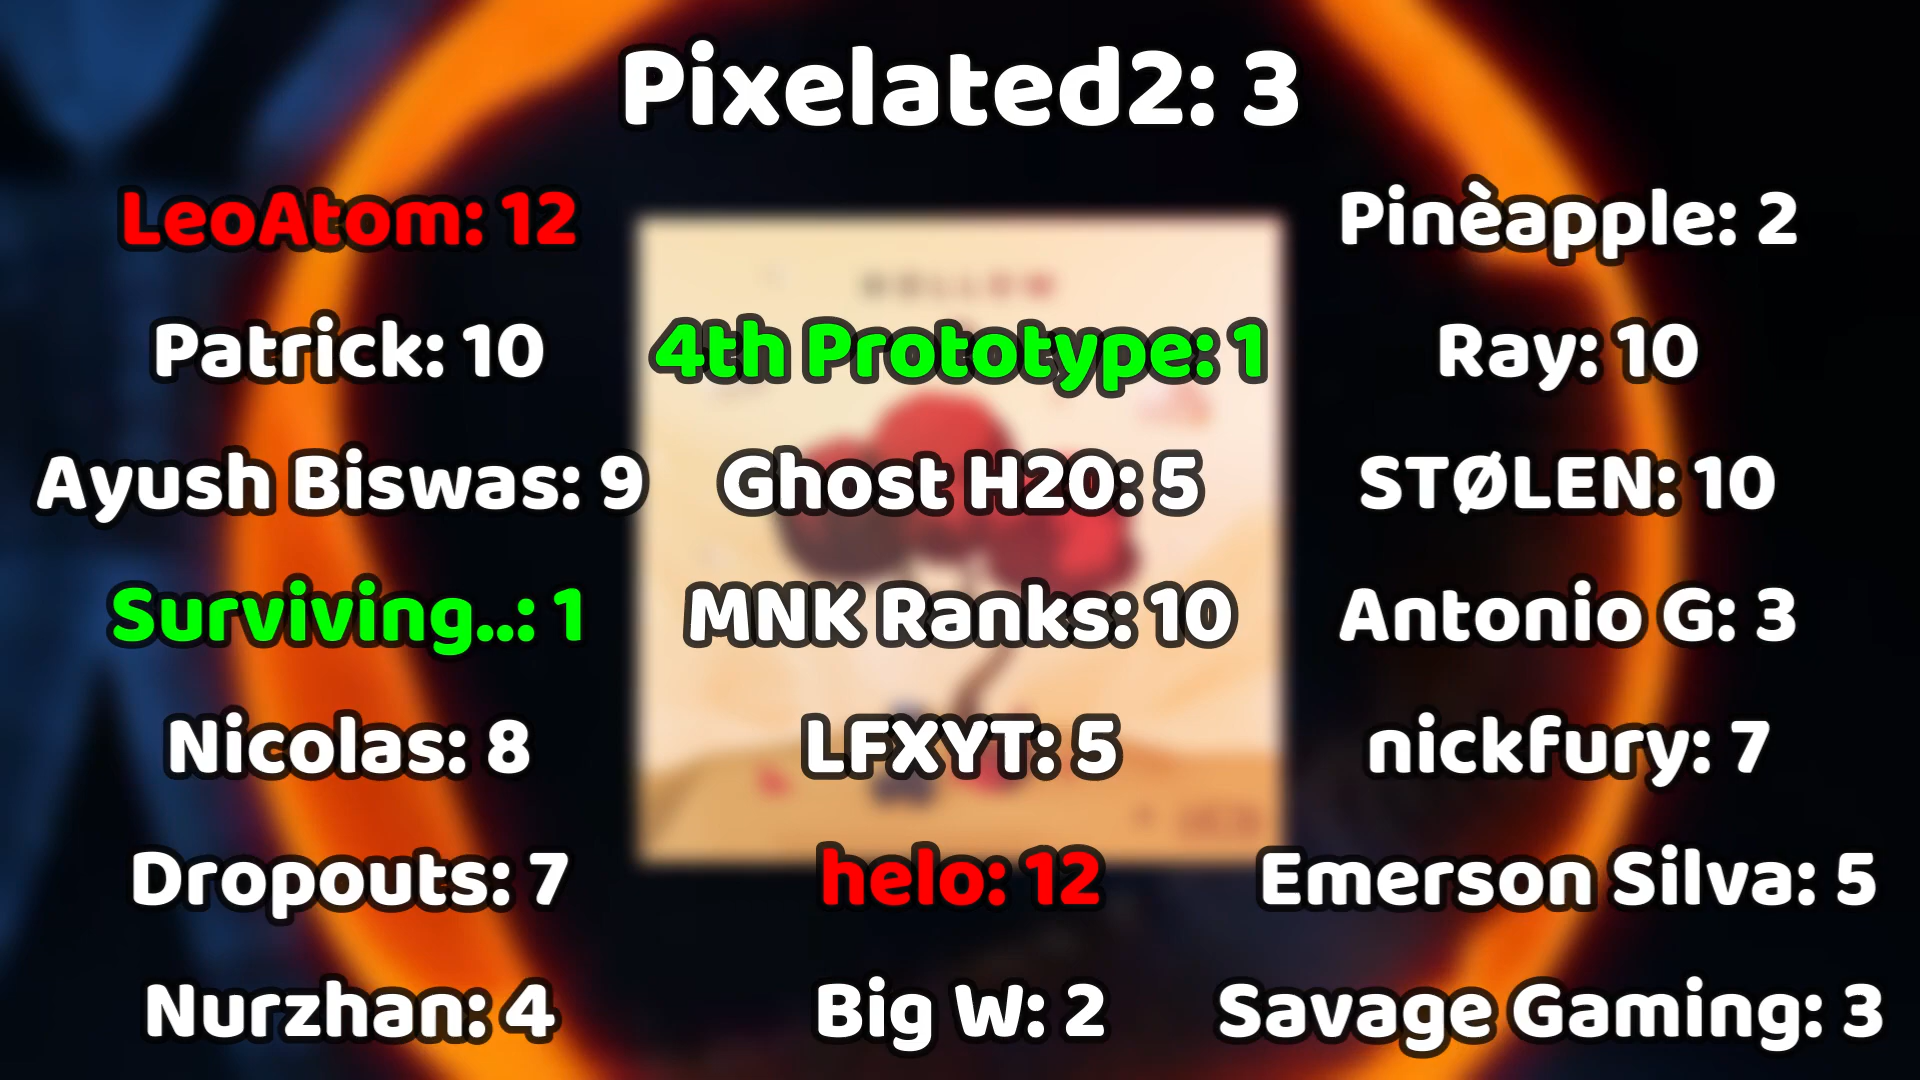 Pixelated2: 3
LeoAtom: 12
Patrick: 10
Ayush Biswas: 9
Surviving..: 1
Nicolas: 8
Dropouts: 7
Nurzhan: 4
HOLLOW
4th Prototype: 1
Ghost H20: 5
MNK Ranks: 10
LFXYT: 5
helo: 12
Big W: 2
Pinèapple: 2
Ray: 10
STØLEN: 10
Antonio G: 3
nickfury: 7
Emerson Silva: 5
Savage Gaming: 3